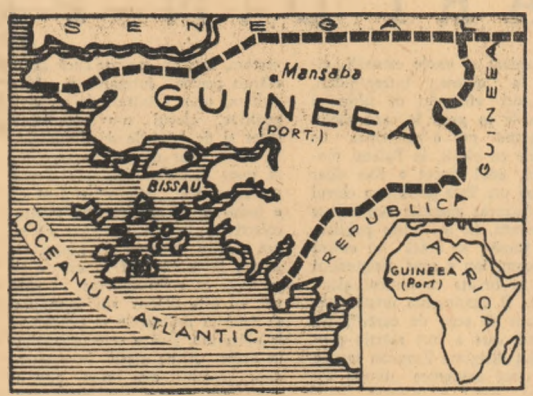 SENEGAL
Mansaba
GUINEEA
(PORT.)
BISSAU
REPUBLICA GUINEEA
OCEANUL ATLANTIC
AFRICA
GUINEEA
(Port)